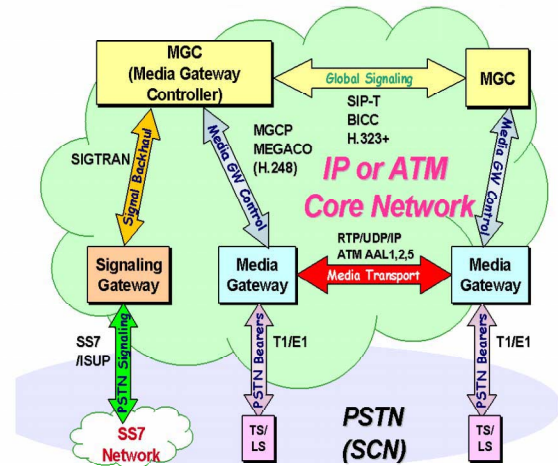 MGC
(Media Gateway
Controller)
Global Signaling
MGC
SIP-T
BICC
H.323+
MGCP
MEGACO
(H.248)
SIGTRAN
Signal Backhaul
Media GW Control
Media GW Control
IP or ATM
Core Network
RTP/UDP/IP
ATM AAL1,2,5
Signaling
Gateway
Media
Gateway
Media Transport
Media
Gateway
SS7
/ISUP
PSTN Signaling
PSTN Bearers
T1/E1
PSTN Bearers
T1/E1
SS7
Network
TS/
LS
PSTN
(SCN)
TS/
LS